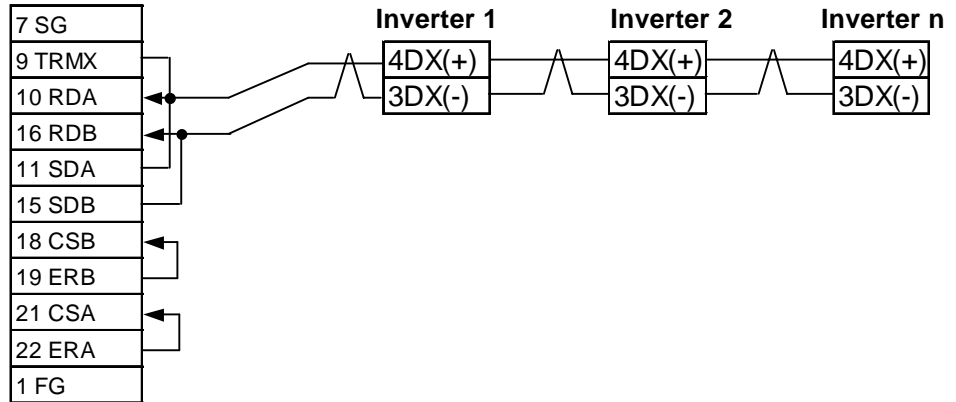 7 SG
9 TRMX
10 RDA
16 RDB
11 SDA
15 SDB
18 CSB
19 ERB
21 CSA
22 ERA
1 FG
Inverter 1
4DX(+)
3DX(-)
Inverter 2
4DX(+)
3DX(-)
Inverter n
4DX(+)
3DX(-)